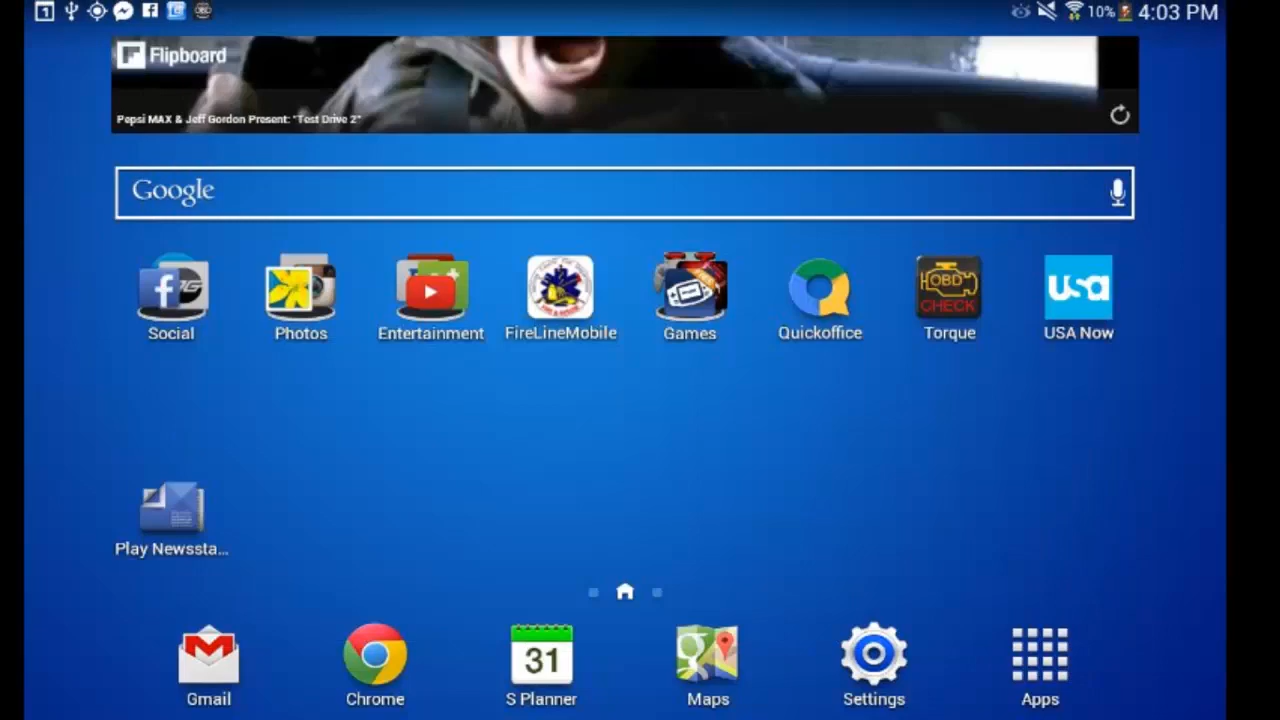 1
10% 4:03 PM
Flipboard
Pepsi MAX & Jeff Gordon Present: "Test Drive 2"
Google
OBD
CHECK
usa
Social
Photos
Entertainment
FireLineMobile
Games
Quickoffice
Torque
USA Now
Play Newssta...
31
Gmail
Chrome
S Planner
Maps
Settings
Apps